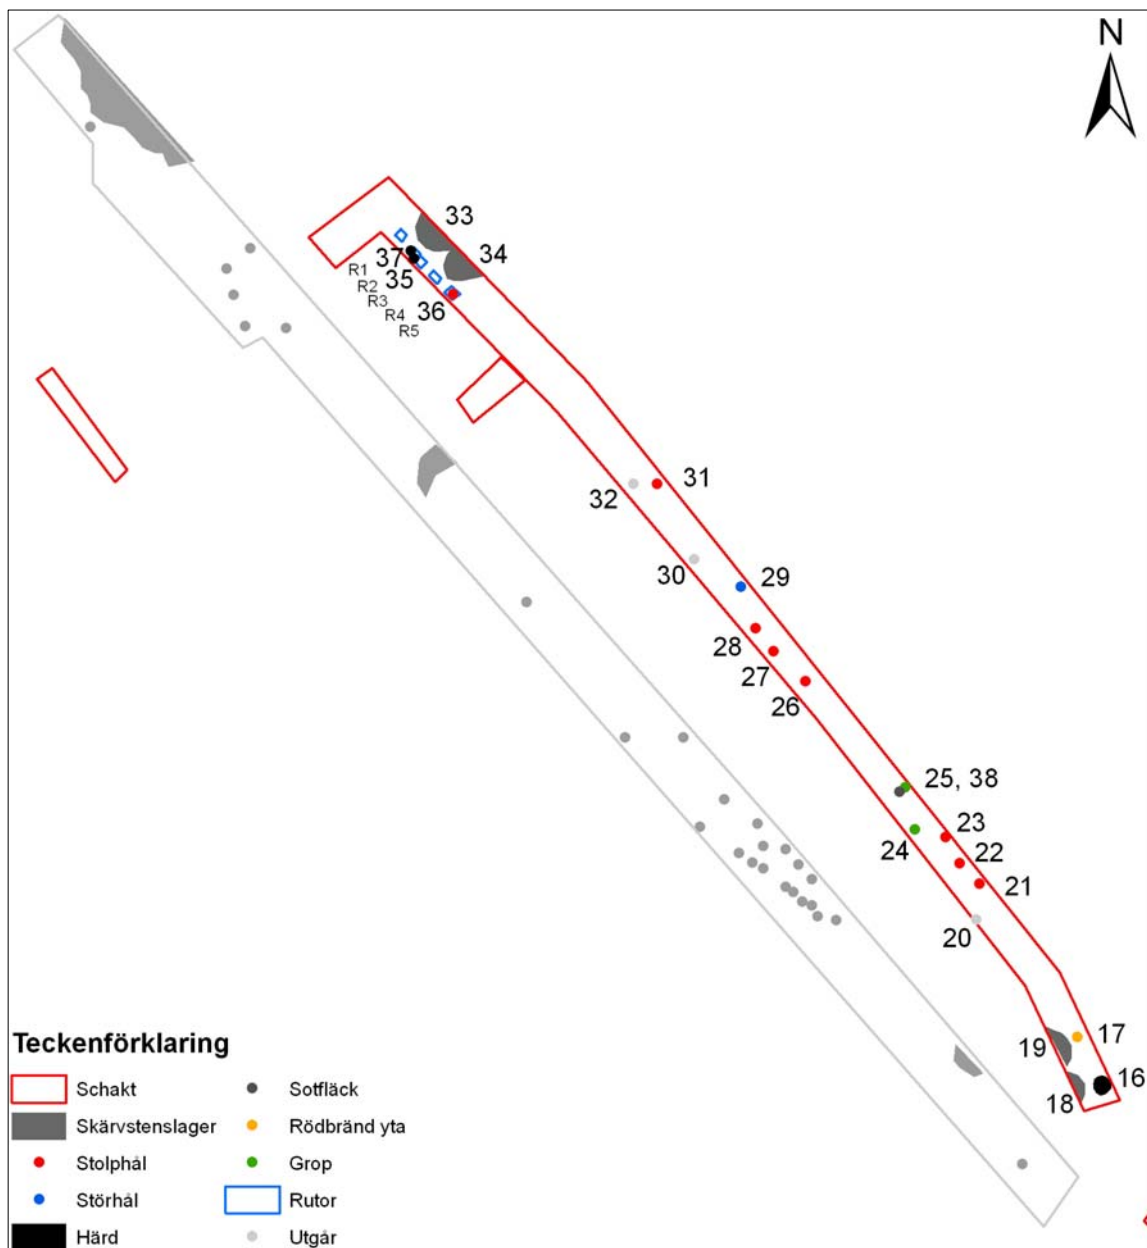 N
33
34
37
R1
35
R2
R3
36
R4
R5
31
32
29
30
28
27
26
25, 38
23
24
22
21
20
17
19
16
18
Teckenförklaring
Schakt
Sotfläck
Skärvstenslager
Rödbränd yta
Stolphål
Grop
Störhål
Rutor
Härd
Utgår